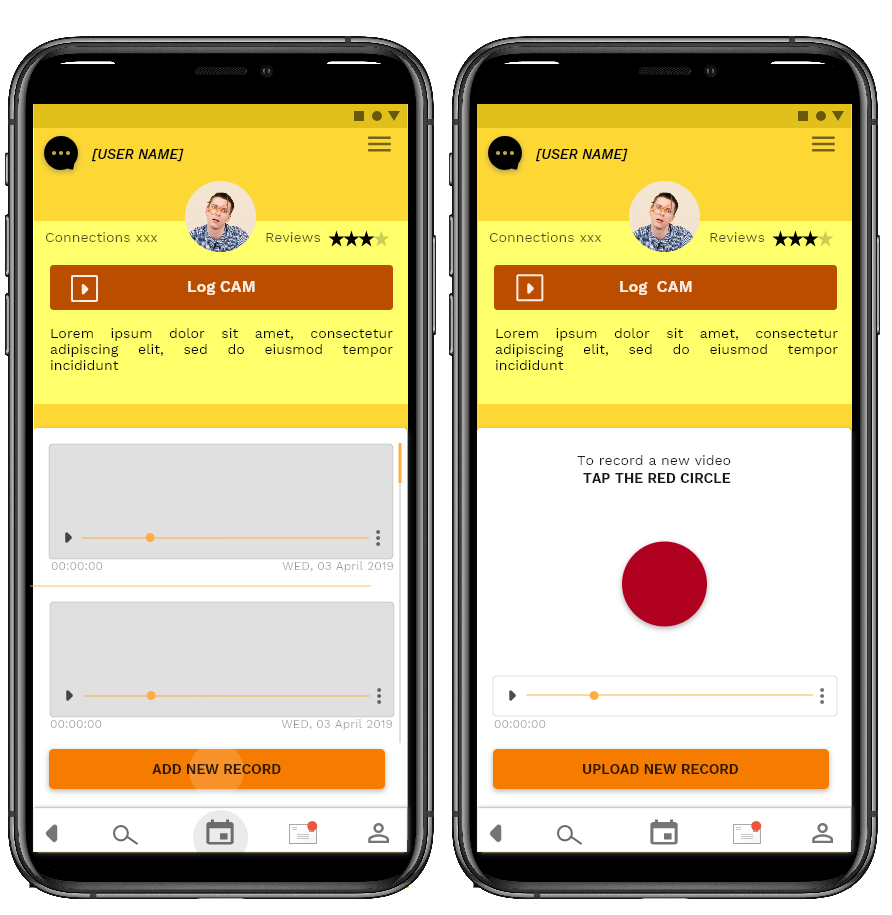 [USER NAME]
Connections xxx
Reviews
Log CAM
Lorem ipsum dolor sit amet, consectetur
adipiscing elit, sed do eiusmod tempor
incididunt
00:00:00
WED, 03 April 2019
00:00:00
WED, 03 April 2019
ADD NEW RECORD
[USER NAME]
Connections xxx
Reviews
Log CAM
Lorem ipsum dolor sit amet, consectetur
adipiscing elit, sed do eiusmod tempor
incididunt
To record a new video
TAP THE RED CIRCLE
00:00:00
UPLOAD NEW RECORD